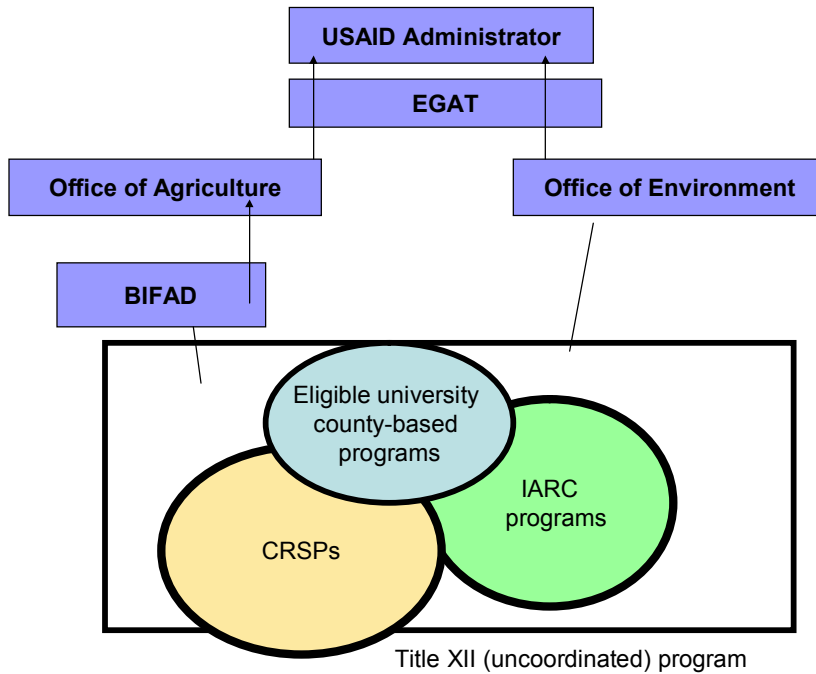 USAID Administrator
EGAT
Office of Agriculture
Office of Environment
BIFAD
Eligible university
county-based
programs
IARC
programs
CRSPs
Title XII (uncoordinated) program